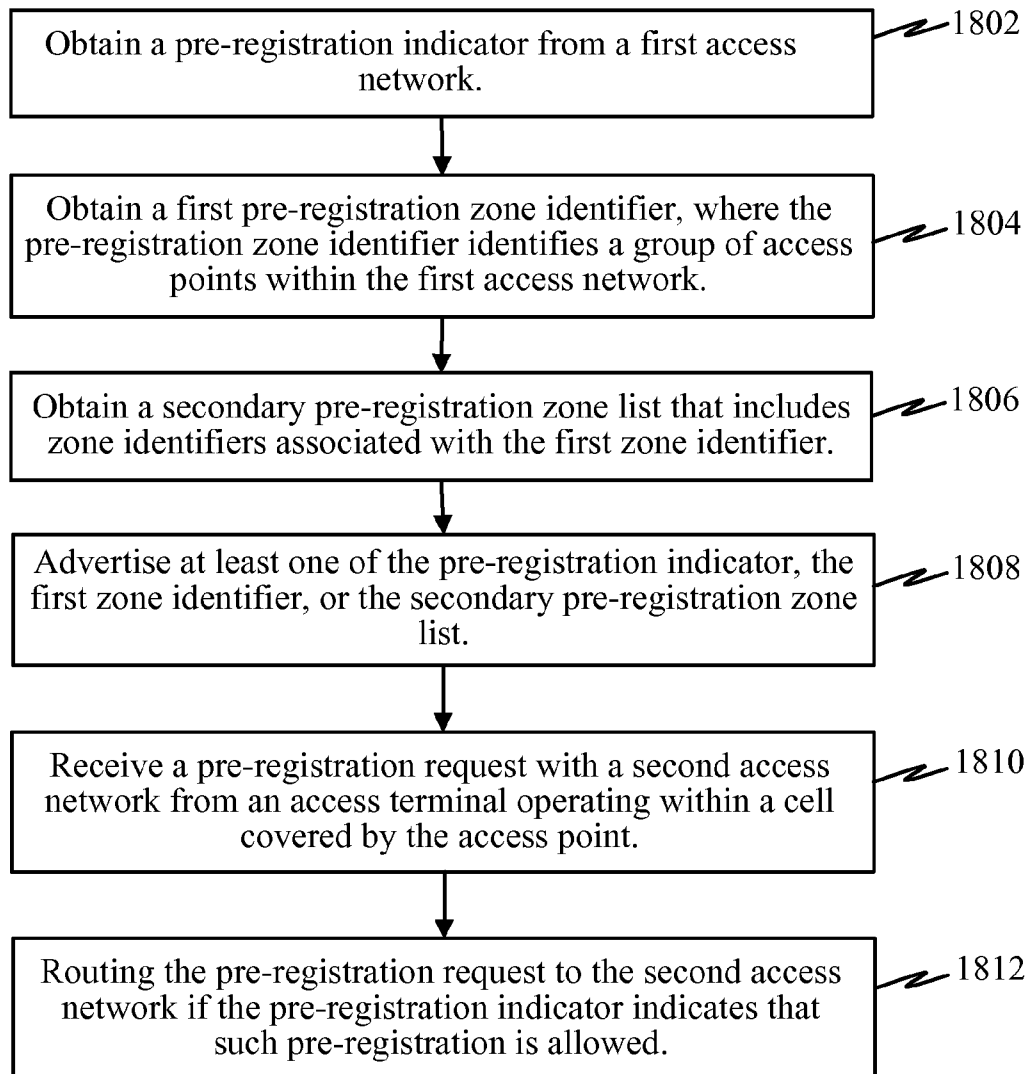 Obtain a pre-registration indicator from a first access
network.
1802
Obtain a first pre-registration zone identifier, where the
pre-registration zone identifier identifies a group of access
points within the first access network.
1804
Obtain a secondary pre-registration zone list that includes
zone identifiers associated with the first zone identifier.
1806
Advertise at least one of the pre-registration indicator, the
first zone identifier, or the secondary pre-registration zone
list.
1808
Receive a pre-registration request with a second access
network from an access terminal operating within a cell
covered by the access point.
1810
Routing the pre-registration request to the second access
network if the pre-registration indicator indicates that
such pre-registration is allowed.
1812